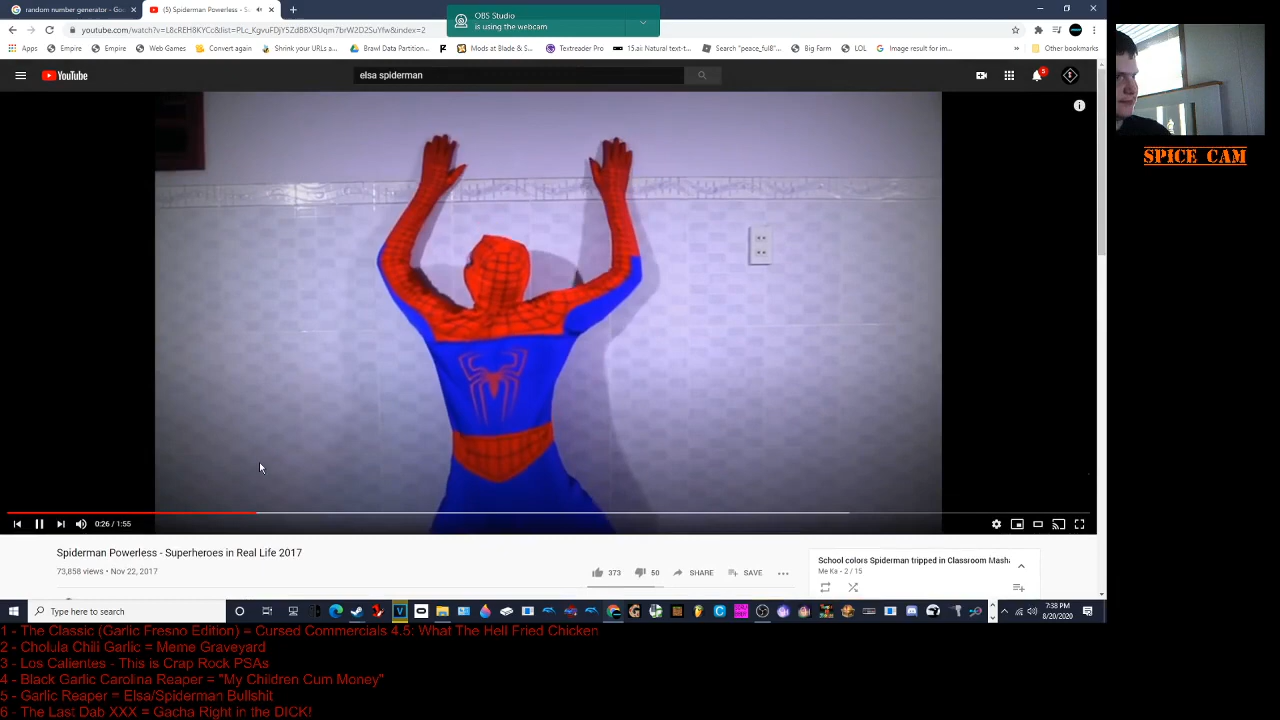 random number generator - Goo
(5) Spiderman Powerless - S
OBS Studio
is using the webcam
youtube.com/watch?v=L8cREH8KYCc&list=PLc_KgvuFDjY5ZdB8X3Uqm7brW2D2SuYfw&index=2
Apps
Empire
Empire
Web Games
Convert again
Shrink your URLs a...
Bravl Data Partition...
Mods at Blade & S...
Textreader Pro
15.ai: Natural text-t...
Search "peace_ful8"...
Big Farm
LOL
Image result for im...
»
Other bookmarks
YouTube
elsa spiderman
5
SPICE CAM
0:26 / 1:55
Spiderman Powerless - Superheroes in Real Life 2017
73,858 views • Nov 22, 2017
373
50
SHARE
SAVE
School colors Spiderman tripped in Classroom Masha
Me Ka - 2 / 15
Type here to search
7:38 PM
8/20/2020
1 - The Classic (Garlic Fresno Edition) = Cursed Commercials 4.5: What The Hell Fried Chicken
2 - Cholula Chili Garlic = Meme Graveyard
3 - Los Calientes - This is Crap Rock PSAs
4 - Black Garlic Carolina Reaper = "My Children Cum Money"
5 - Garlic Reaper = Elsa/Spiderman Bullshit
6 - The Last Dab XXX = Gacha Right in the DICK!